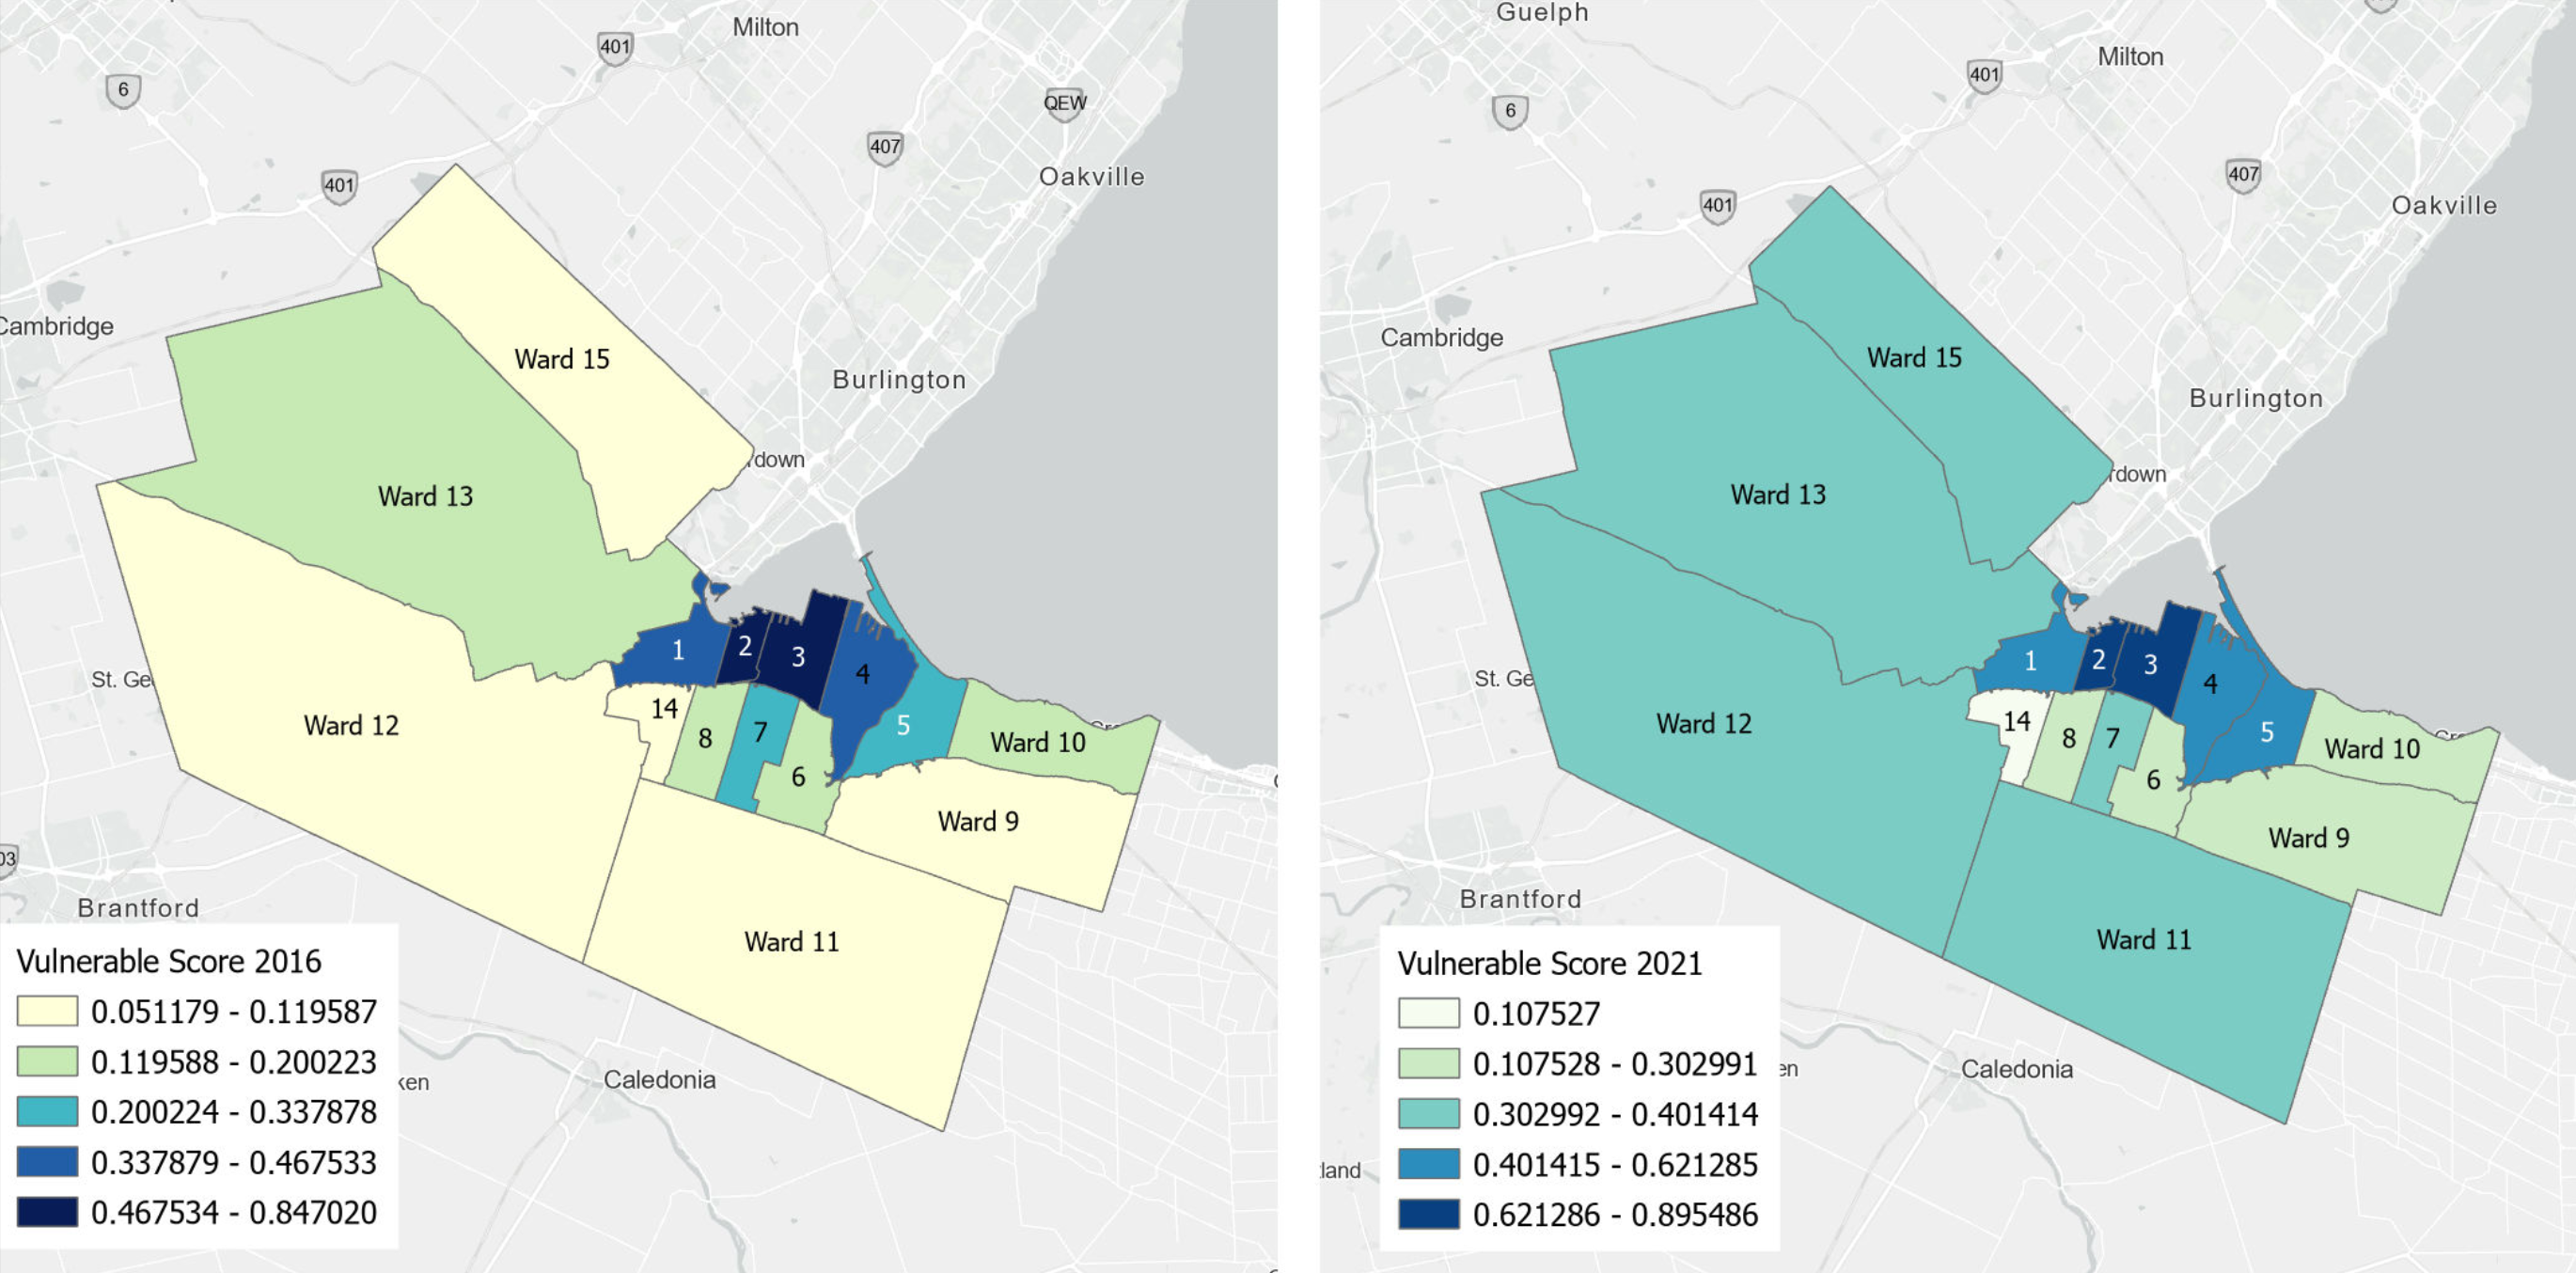 Milton
401
6
QEW
407
401
Oakville
Cambridge
Ward 15
Burlington
rdown
Ward 13
1
2
3
4
St. Ge
14
Ward 12
8
7
5
6
Ward 10
Ward 9
Brantford
03
Ward 11
Caledonia
ken
Vulnerable Score 2016
0.051179 - 0.119587
0.119588 - 0.200223
0.200224 - 0.337878
0.337879 - 0.467533
0.467534 - 0.847020
Guelph
Milton
401
6
407
401
Oakville
Cambridge
Ward 15
Burlington
rdown
Ward 13
1
2
3
4
St. Ge
Ward 12
14
8
7
5
6
Ward 10
Ward 9
Brantford
Ward 11
Caledonia
en
tland
Vulnerable Score 2021
0.107527
0.107528 - 0.302991
0.302992 - 0.401414
0.401415 - 0.621285
0.621286 - 0.895486